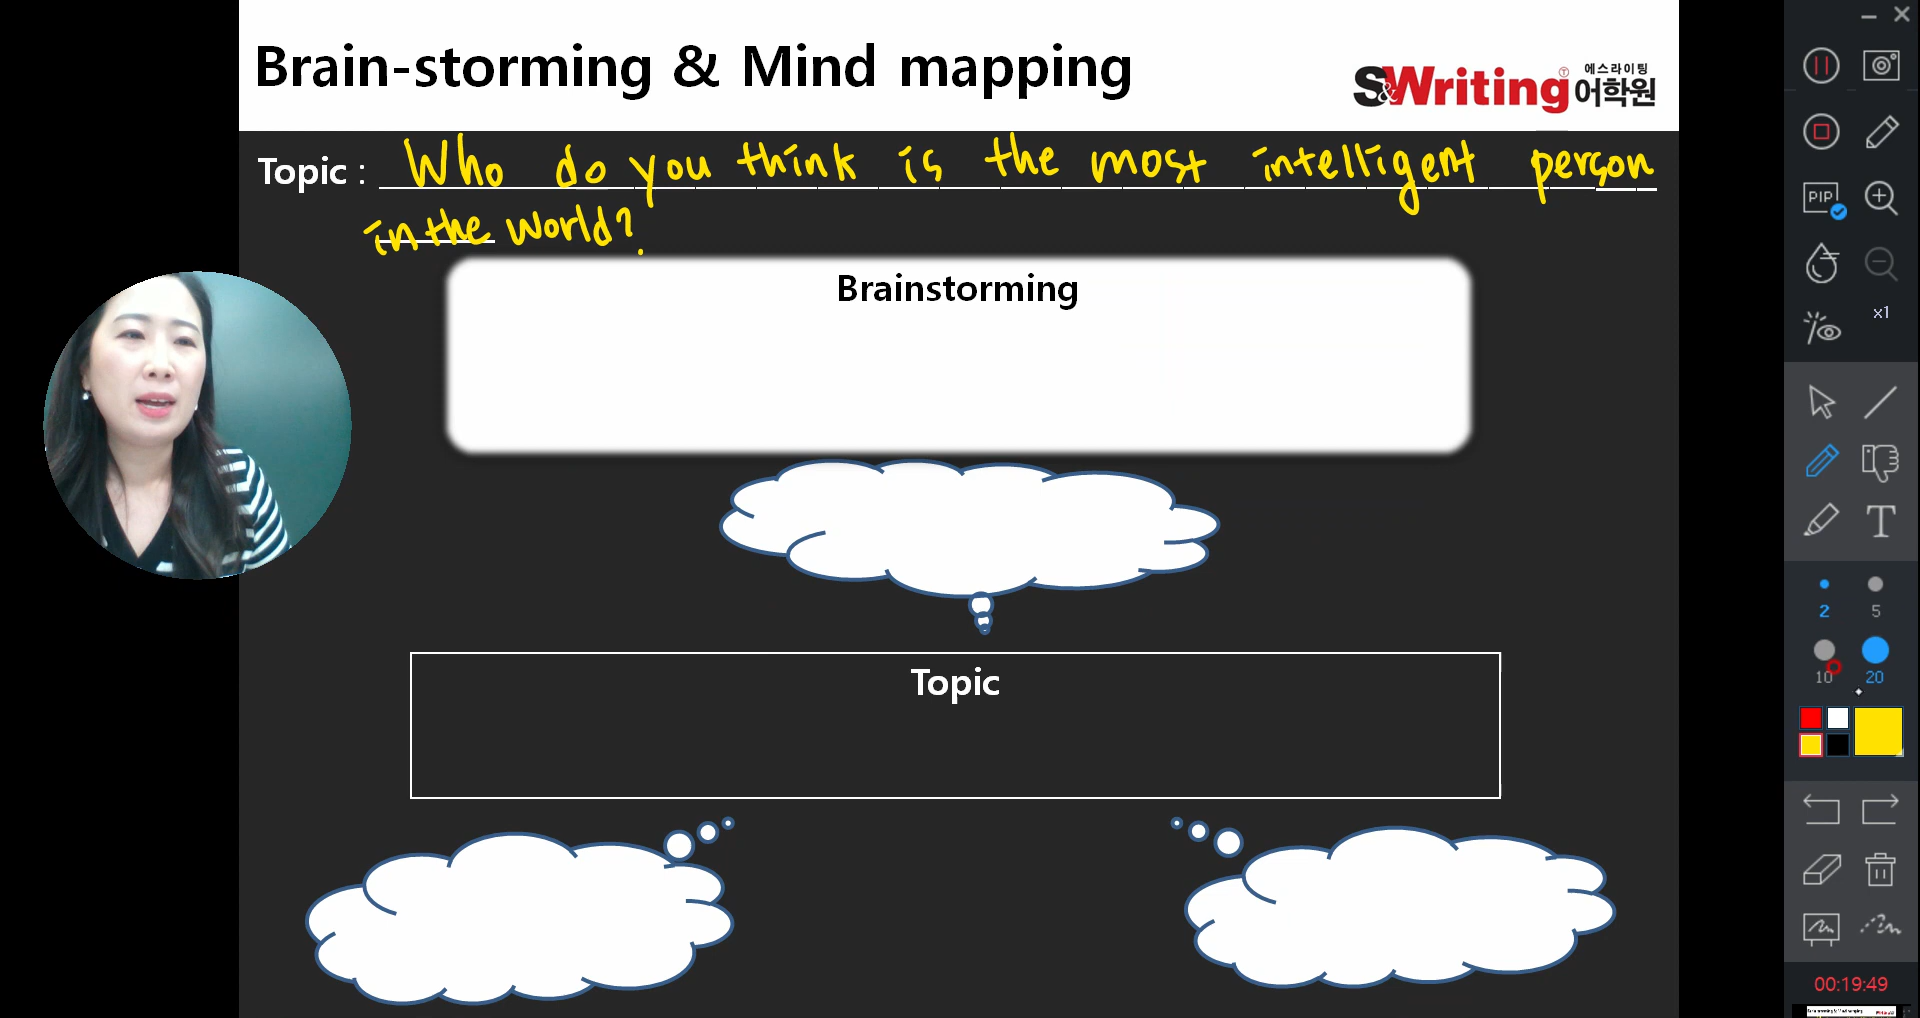 Brain-storming & Mind mapping
S&Writing 에스라이팅 어학원
Topic : Who do you think is the most intelligent person
in the world?
Brainstorming
Topic
PIP
x1
T
2 5
10 20
00:19:49